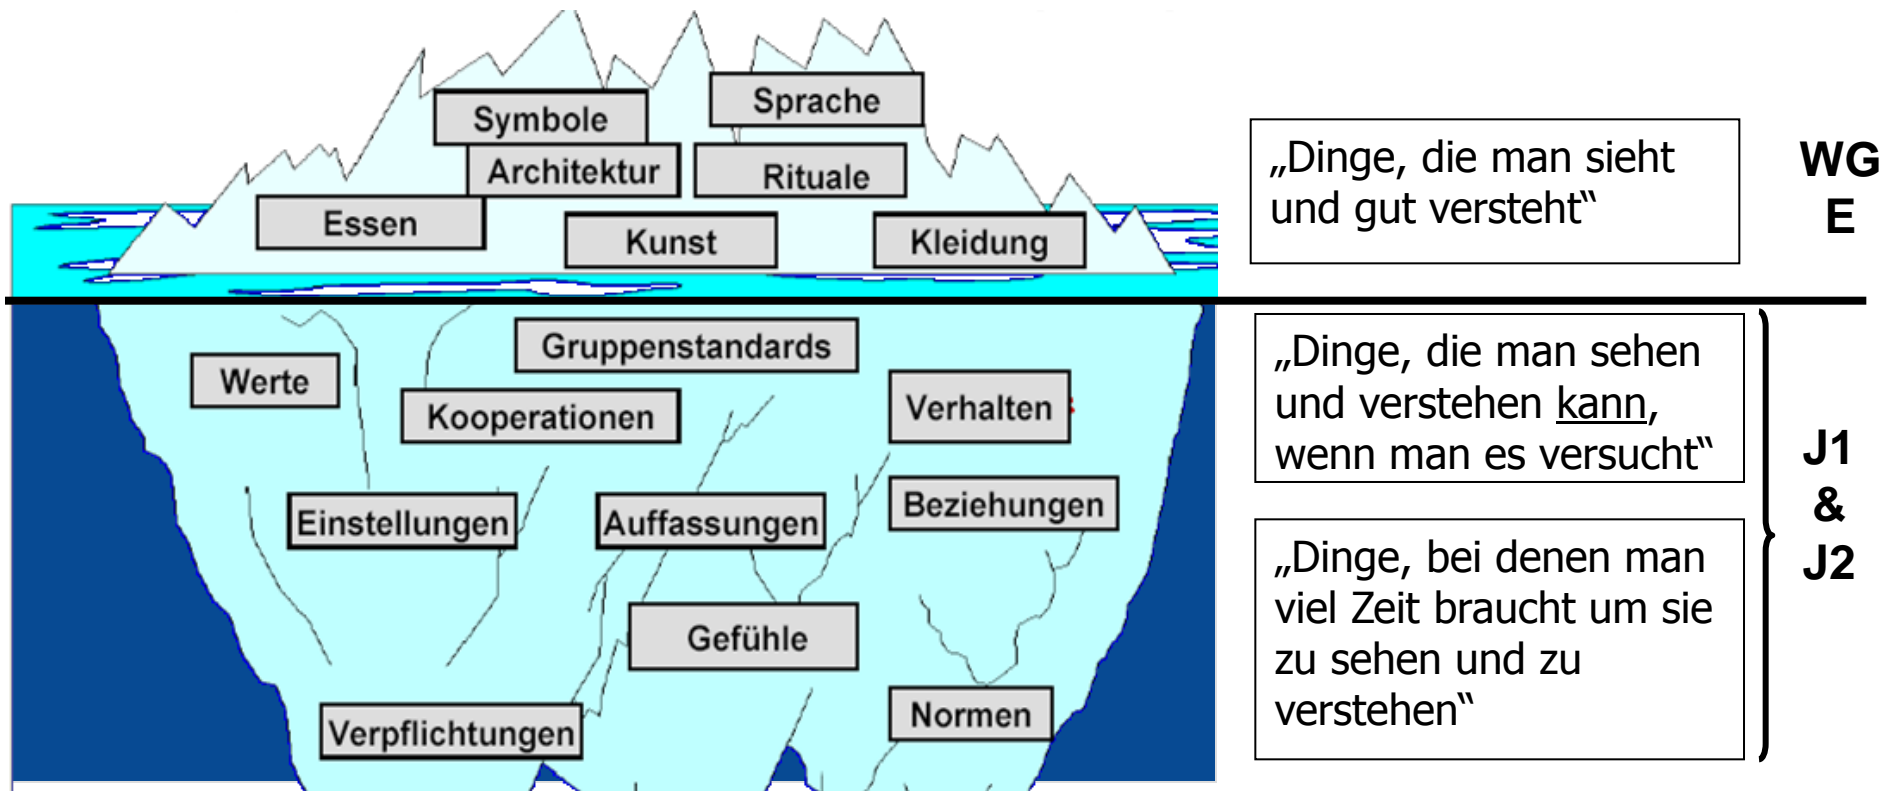 Symbole
Sprache
Architektur
Rituale
Essen
Kunst
Kleidung
„Dinge, die man sieht
und gut versteht“
WG
E
Gruppenstandards
Werte
Kooperationen
Verhalten
Einstellungen
Auffassungen
Beziehungen
Gefühle
Verpflichtungen
Normen
„Dinge, die man sehen
und verstehen kann,
wenn man es versucht“
„Dinge, bei denen man
viel Zeit braucht um sie
zu sehen und zu
verstehen“
J1
&
J2